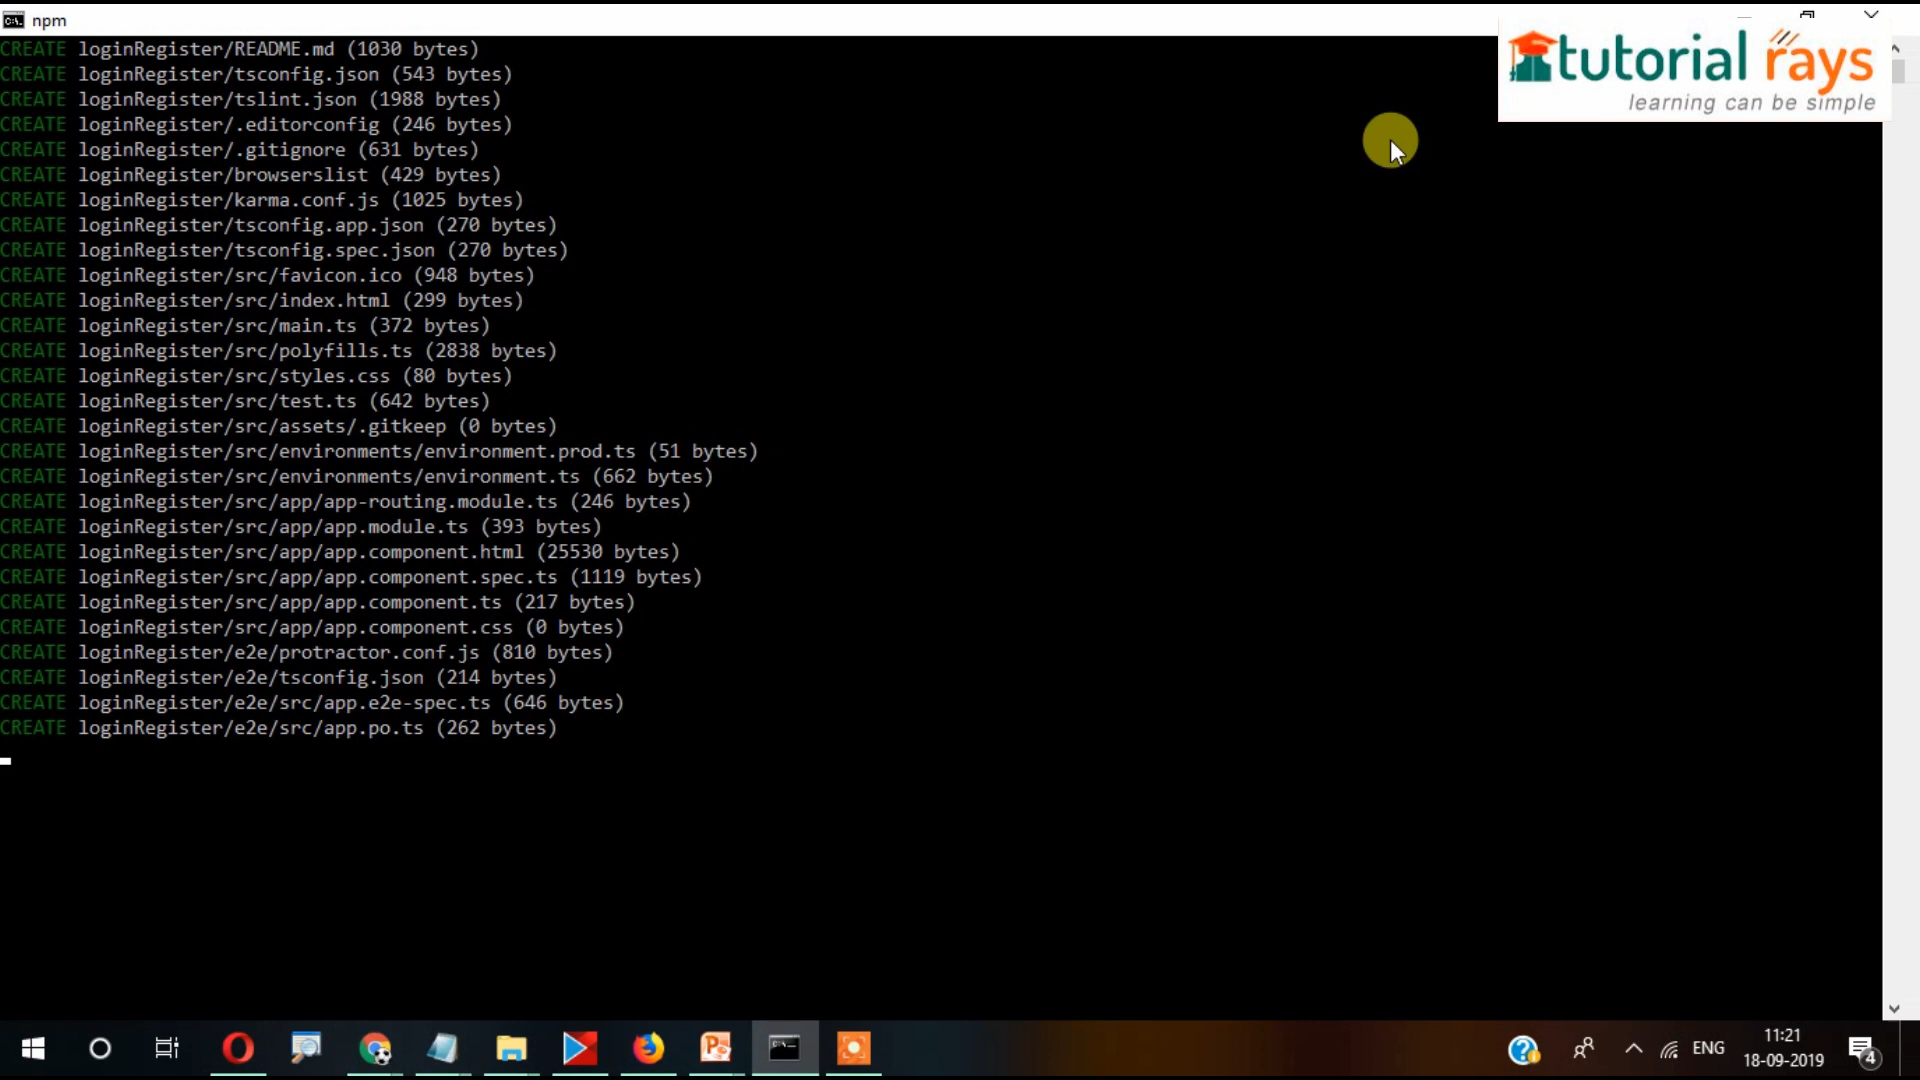 npm
tutorial rays
learning can be simple
CREATE loginRegister/README.md (1030 bytes)
CREATE loginRegister/tsconfig.json (543 bytes)
CREATE loginRegister/tslint.json (1988 bytes)
CREATE loginRegister/.editorconfig (246 bytes)
CREATE loginRegister/.gitignore (631 bytes)
CREATE loginRegister/browserslist (429 bytes)
CREATE loginRegister/karma.conf.js (1025 bytes)
CREATE loginRegister/tsconfig.app.json (270 bytes)
CREATE loginRegister/tsconfig.spec.json (270 bytes)
CREATE loginRegister/src/favicon.ico (948 bytes)
CREATE loginRegister/src/index.html (299 bytes)
CREATE loginRegister/src/main.ts (372 bytes)
CREATE loginRegister/src/polyfills.ts (2838 bytes)
CREATE loginRegister/src/styles.css (80 bytes)
CREATE loginRegister/src/test.ts (642 bytes)
CREATE loginRegister/src/assets/.gitkeep (0 bytes)
CREATE loginRegister/src/environments/environment.prod.ts (51 bytes)
CREATE loginRegister/src/environments/environment.ts (662 bytes)
CREATE loginRegister/src/app/app-routing.module.ts (246 bytes)
CREATE loginRegister/src/app/app.module.ts (393 bytes)
CREATE loginRegister/src/app/app.component.html (25530 bytes)
CREATE loginRegister/src/app/app.component.spec.ts (1119 bytes)
CREATE loginRegister/src/app/app.component.ts (217 bytes)
CREATE loginRegister/src/app/app.component.css (0 bytes)
CREATE loginRegister/e2e/protractor.conf.js (810 bytes)
CREATE loginRegister/e2e/tsconfig.json (214 bytes)
CREATE loginRegister/e2e/src/app.e2e-spec.ts (646 bytes)
CREATE loginRegister/e2e/src/app.po.ts (262 bytes)
ENG
11:21
18-09-2019
4